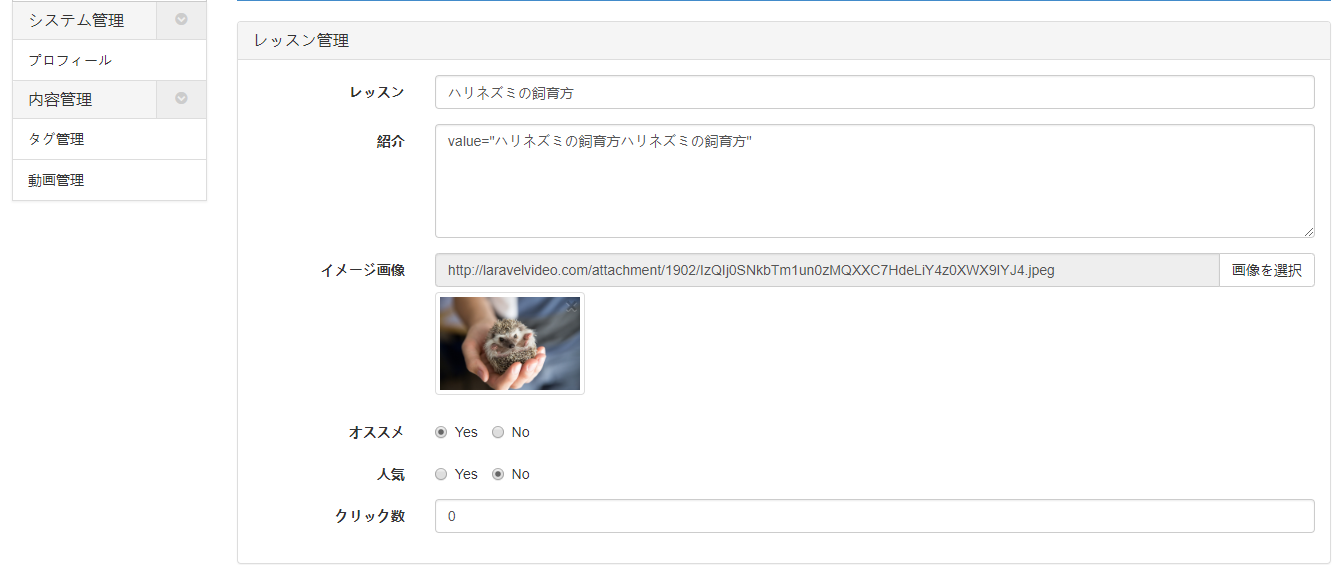 システム管理
プロフィール
内容管理
タグ管理
動画管理
レッスン管理
レッスン ハリネズミの飼育方
紹介 value="ハリネズミの飼育方ハリネズミの飼育方"
イメージ画像 http://laravelvideo.com/attachment/1902/IzQIj0SNkbTm1un0zMQXXC7HdeLiY4z0XWX9IYJ4.jpeg 画像を選択
オススメ Yes No
人気 Yes No
クリック数 0